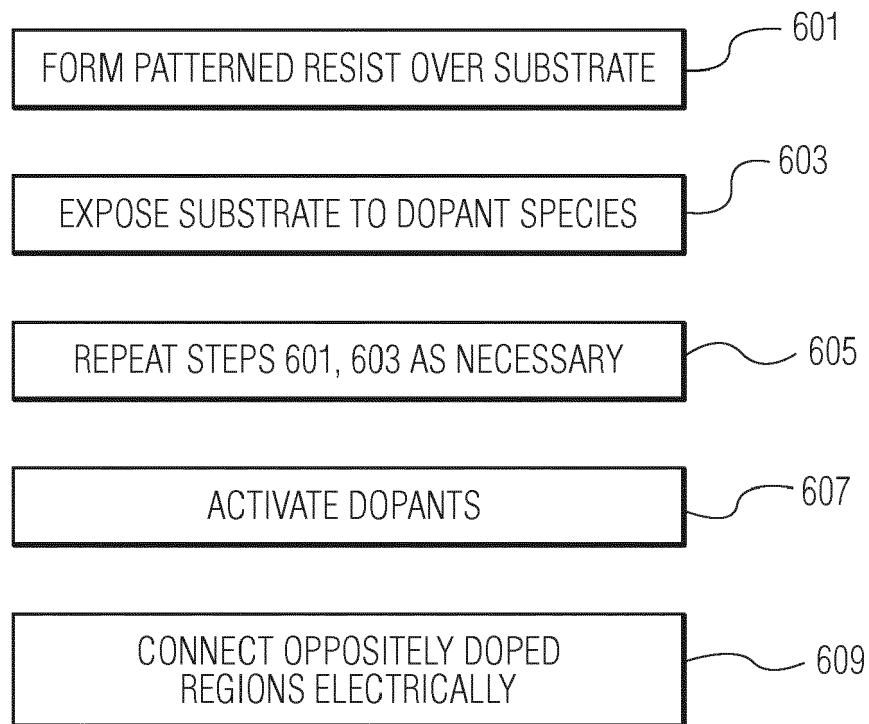 601
FORM PATTERNED RESIST OVER SUBSTRATE
603
EXPOSE SUBSTRATE TO DOPANT SPECIES
REPEAT STEPS 601, 603 AS NECESSARY
605
ACTIVATE DOPANTS
607
CONNECT OPPOSITELY DOPED
REGIONS ELECTRICALLY
609